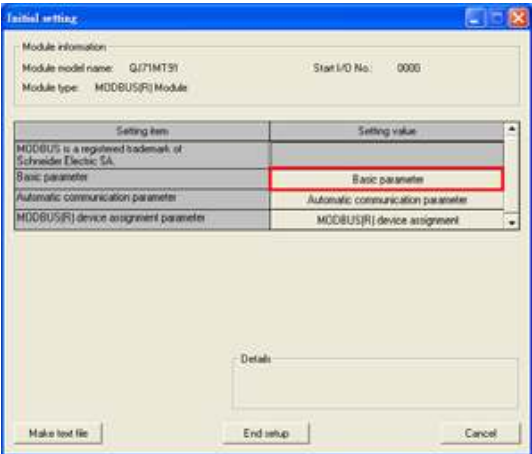 Initial setting
Module information
Module model name: QJ71MT91 Start I/O No.: 0000
Module type: MODBUS(R) Module
Setting item Setting value
MODBUS is a registered trademark of
Schneider Electric SA.
Basic parameter Basic parameter
Automatic communication parameter Automatic communication parameter
MODBUS(R) device assignment parameter MODBUS(R) device assignment
Details
Make text file End setup Cancel